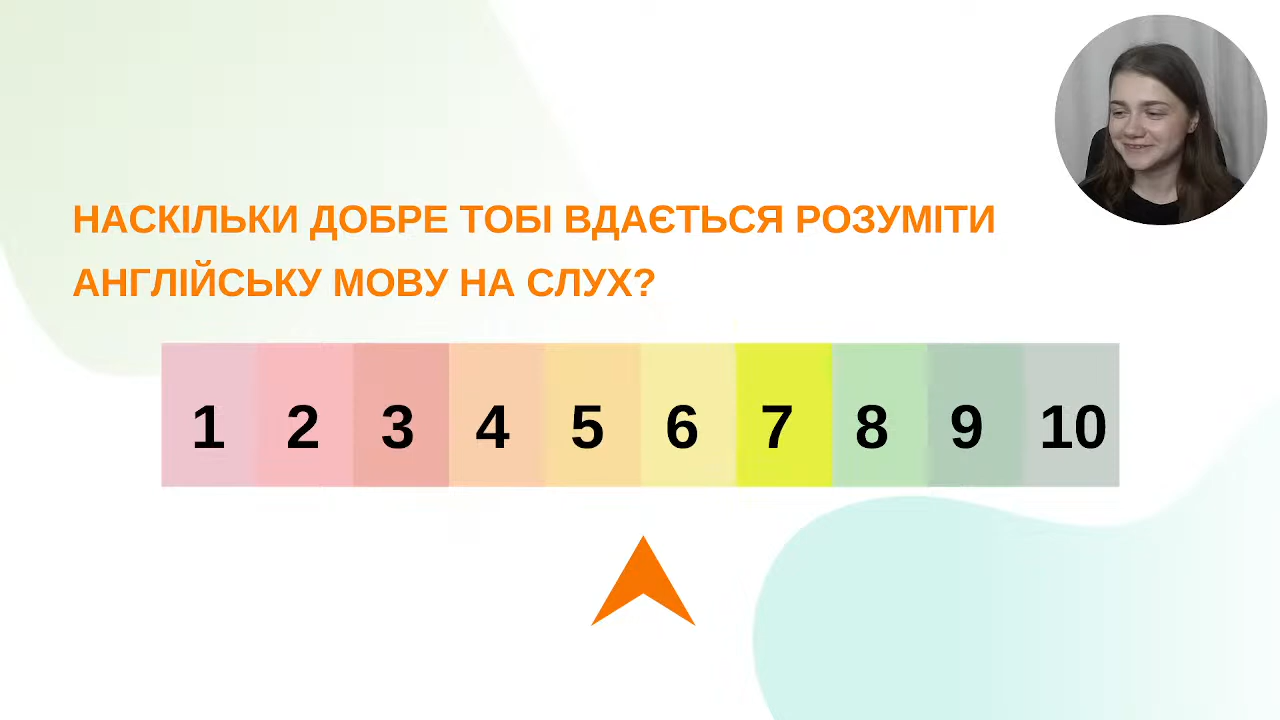 НАСКІЛЬКИ ДОБРЕ ТОБІ ВДАЄТЬСЯ РОЗУМІТИ
АНГЛІЙСЬКУ МОВУ НА СЛУХ?
1 2 3 4 5 6 7 8 9 10